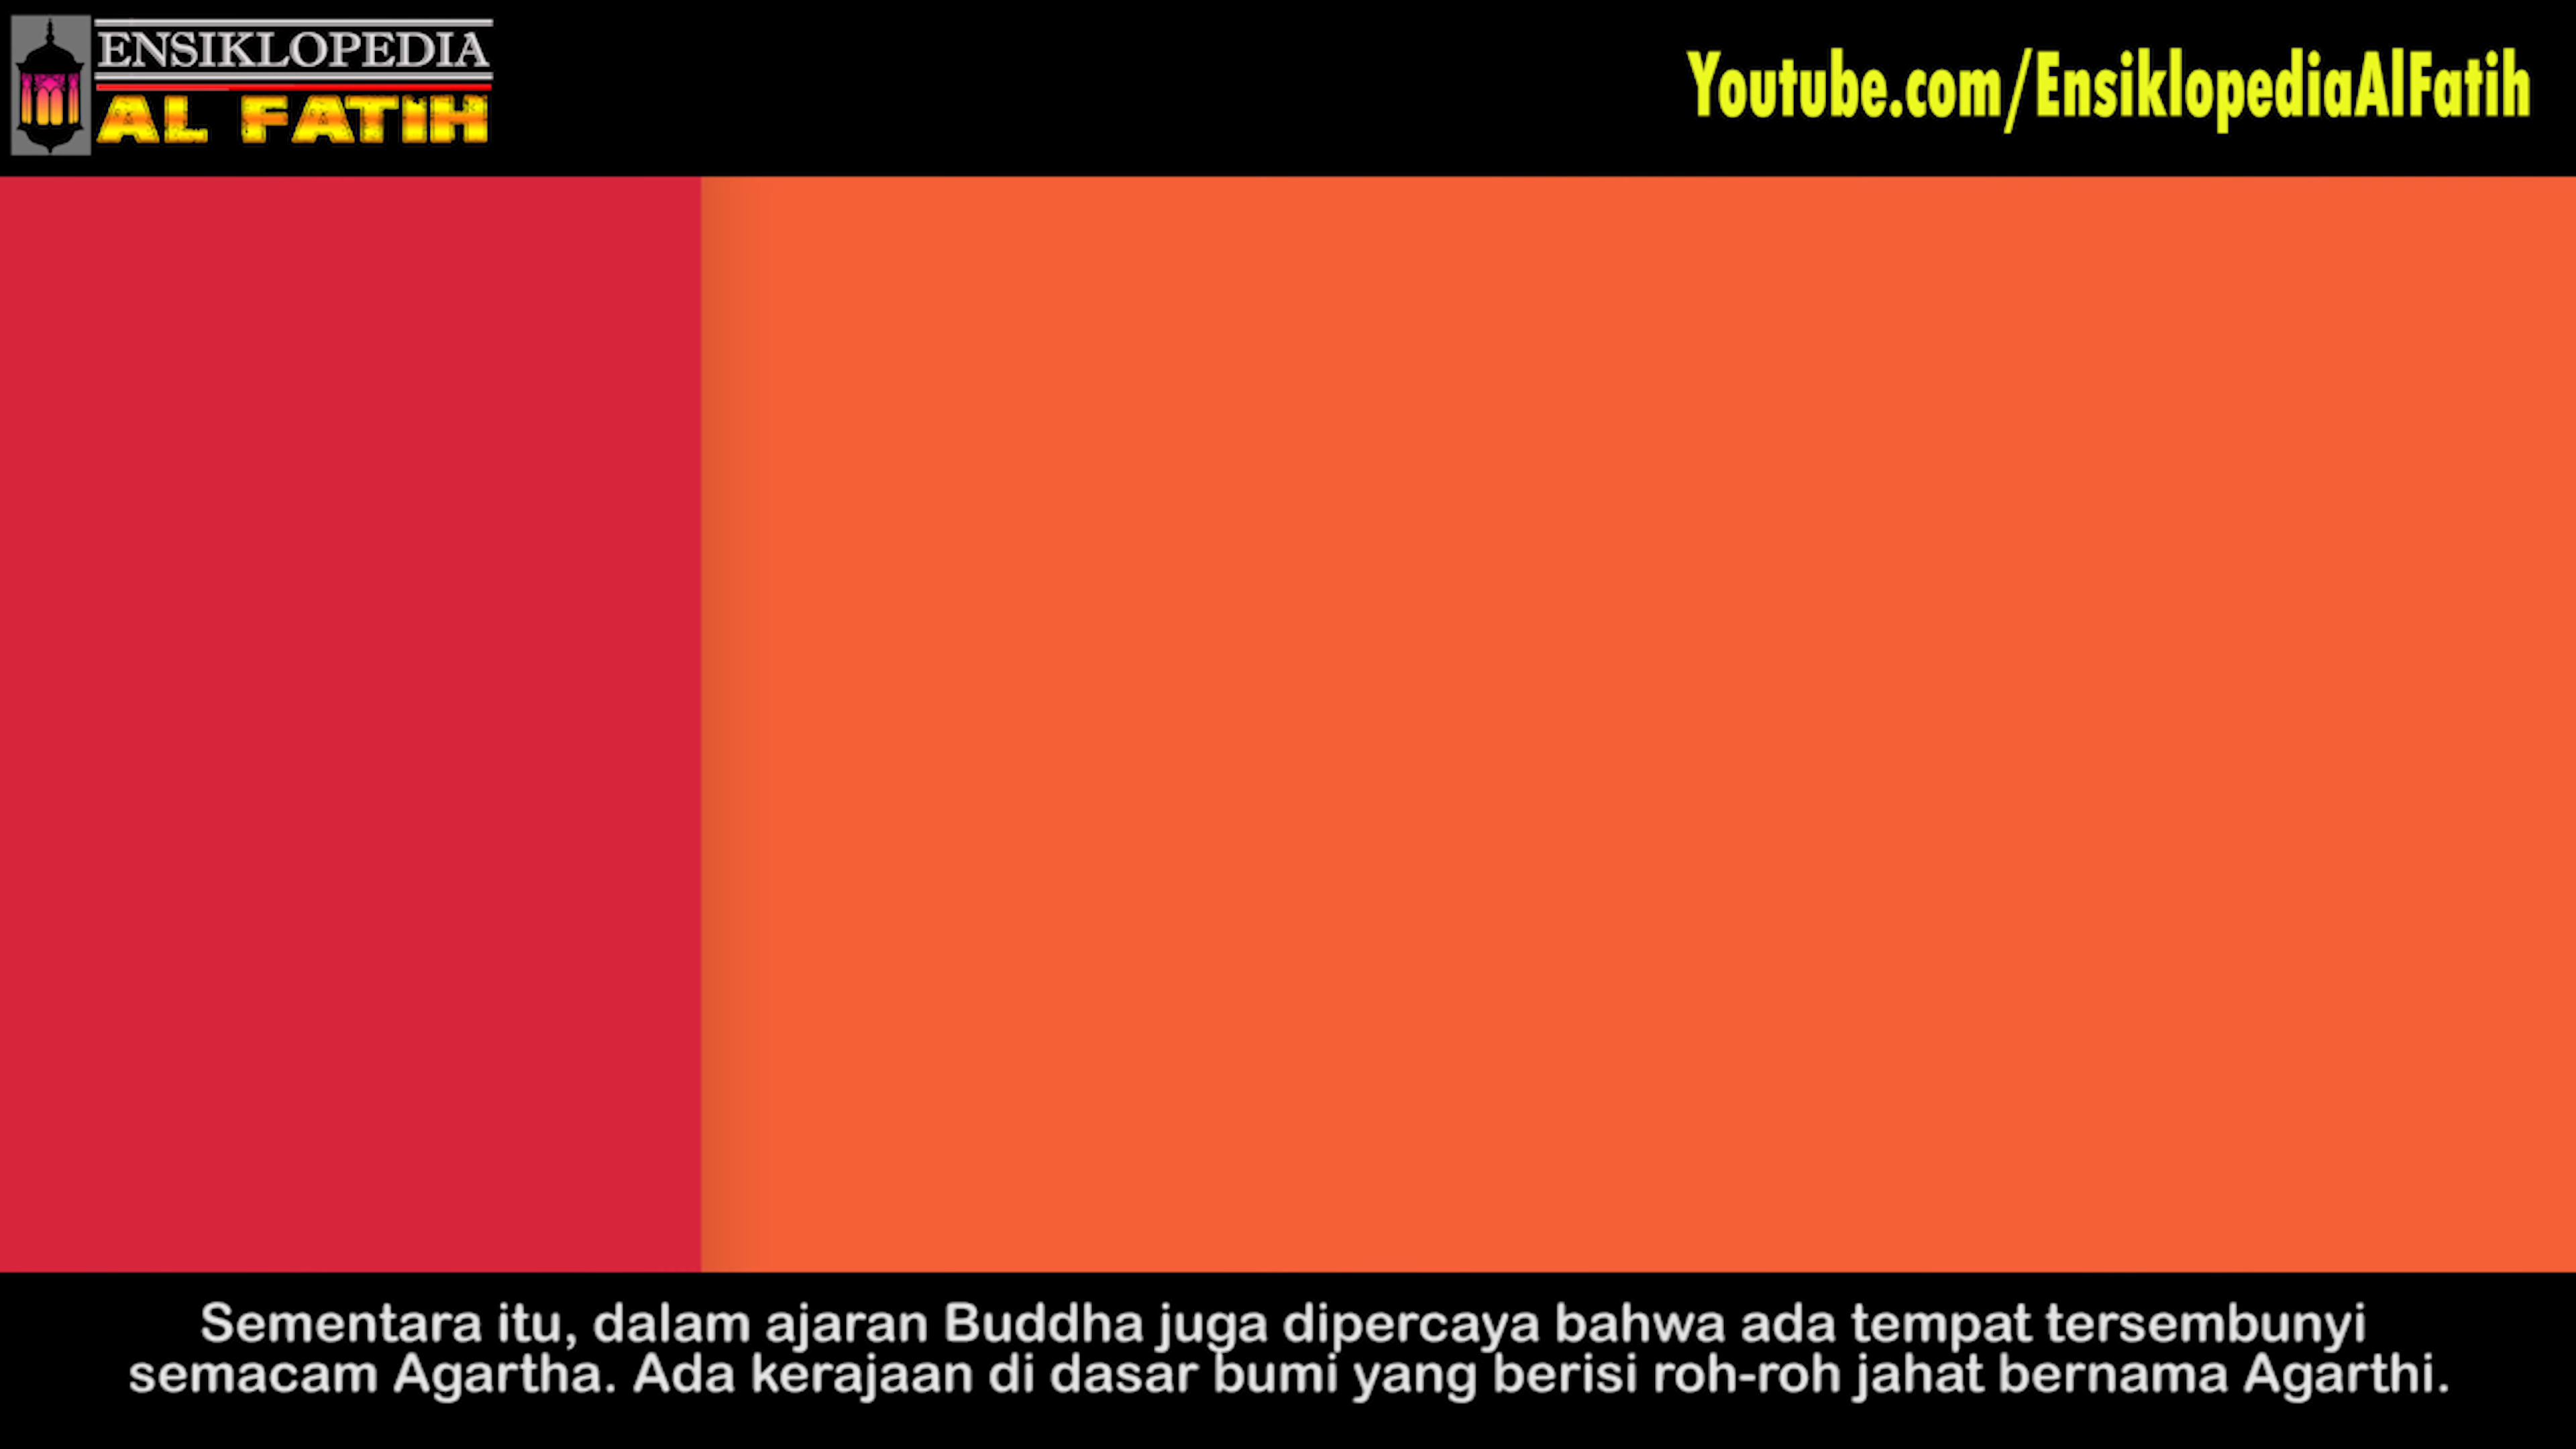 ENSIKLOPEDIA
AL FATIH
Youtube.com/EnsiklopediaAlFatih
Sementara itu, dalam ajaran Buddha juga dipercaya bahwa ada tempat tersembunyi
semacam Agartha. Ada kerajaan di dasar bumi yang berisi roh-roh jahat bernama Agarthi.